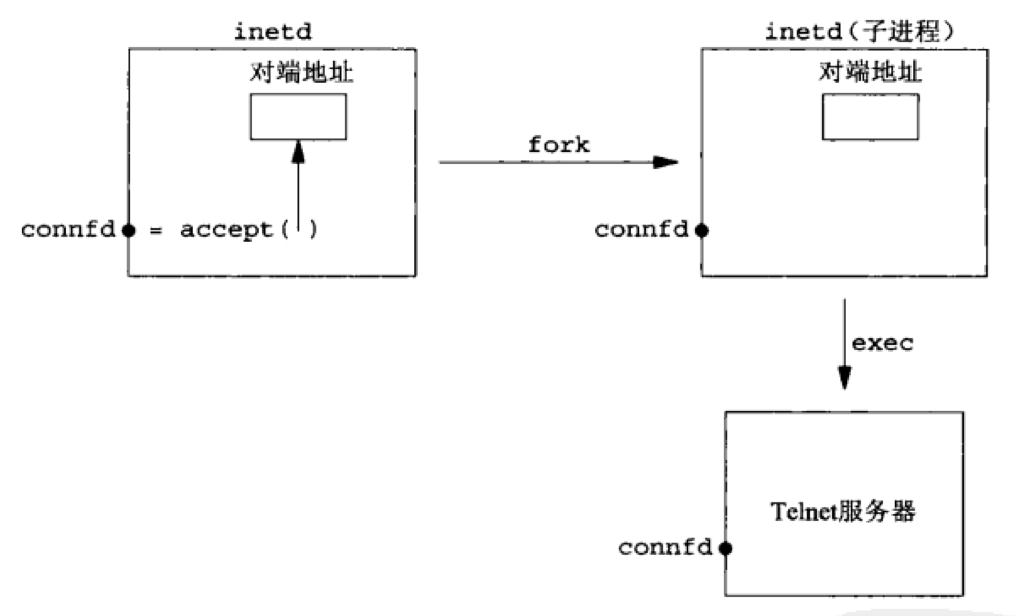 inetd
对端地址
connfd = accept( )
fork
inetd(子进程)
对端地址
connfd
exec
Telnet服务器
connfd